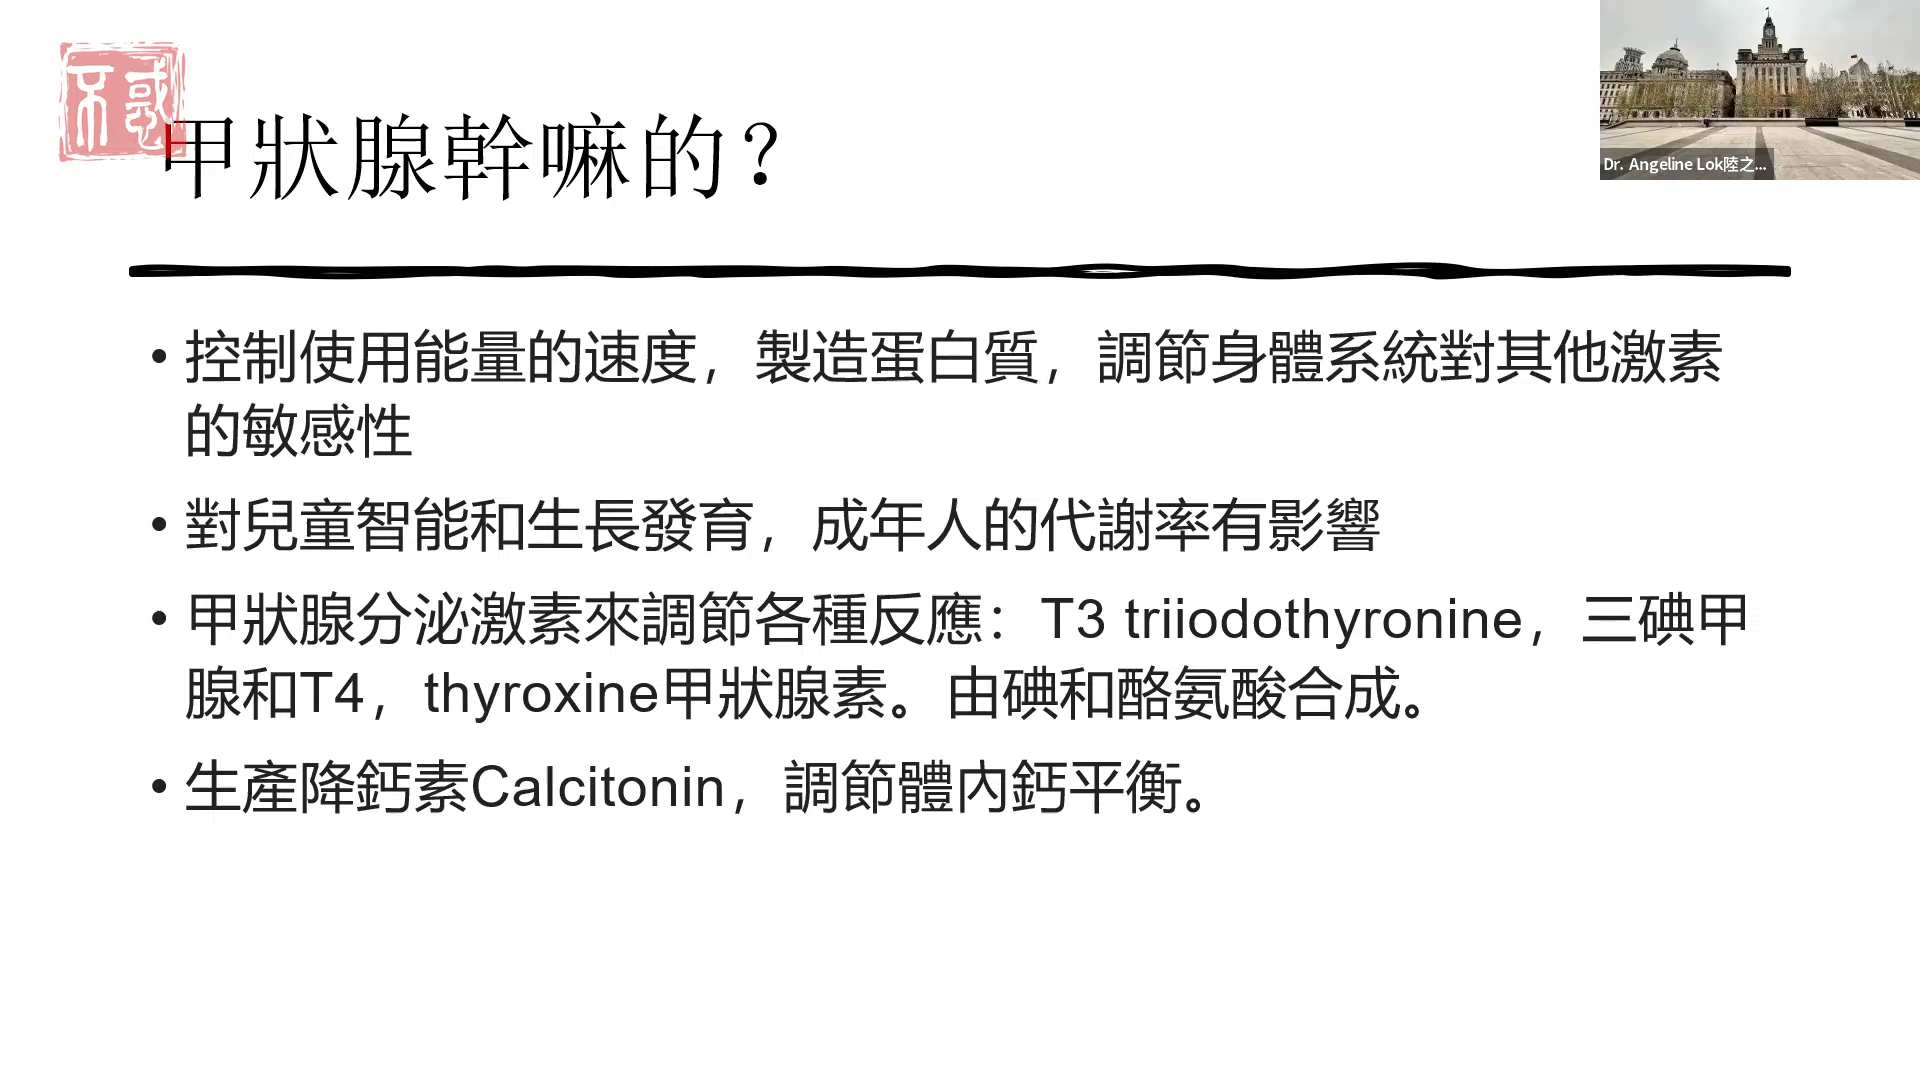 不惑
甲狀腺幹嘛的？
Dr. Angeline Lok陸之...
• 控制使用能量的速度，製造蛋白質，調節身體系統對其他激素
的敏感性
• 對兒童智能和生長發育，成年人的代謝率有影響
• 甲狀腺分泌激素來調節各種反應：T3 triiodothyronine，三碘甲
腺和T4，thyroxine甲狀腺素。由碘和酪氨酸合成。
• 生產降鈣素Calcitonin，調節體內鈣平衡。